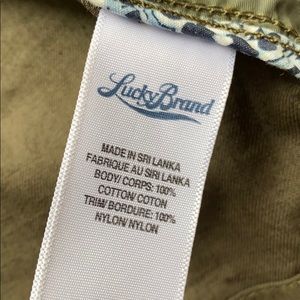 Lucky Brand
MADE IN SRI LANKA
FABRIQUE AU SIRI LANKA
BODY/ CORPS: 100%
COTTON/ COTON
TRIM/ BORDURE: 100%
NYLON/ NYLON